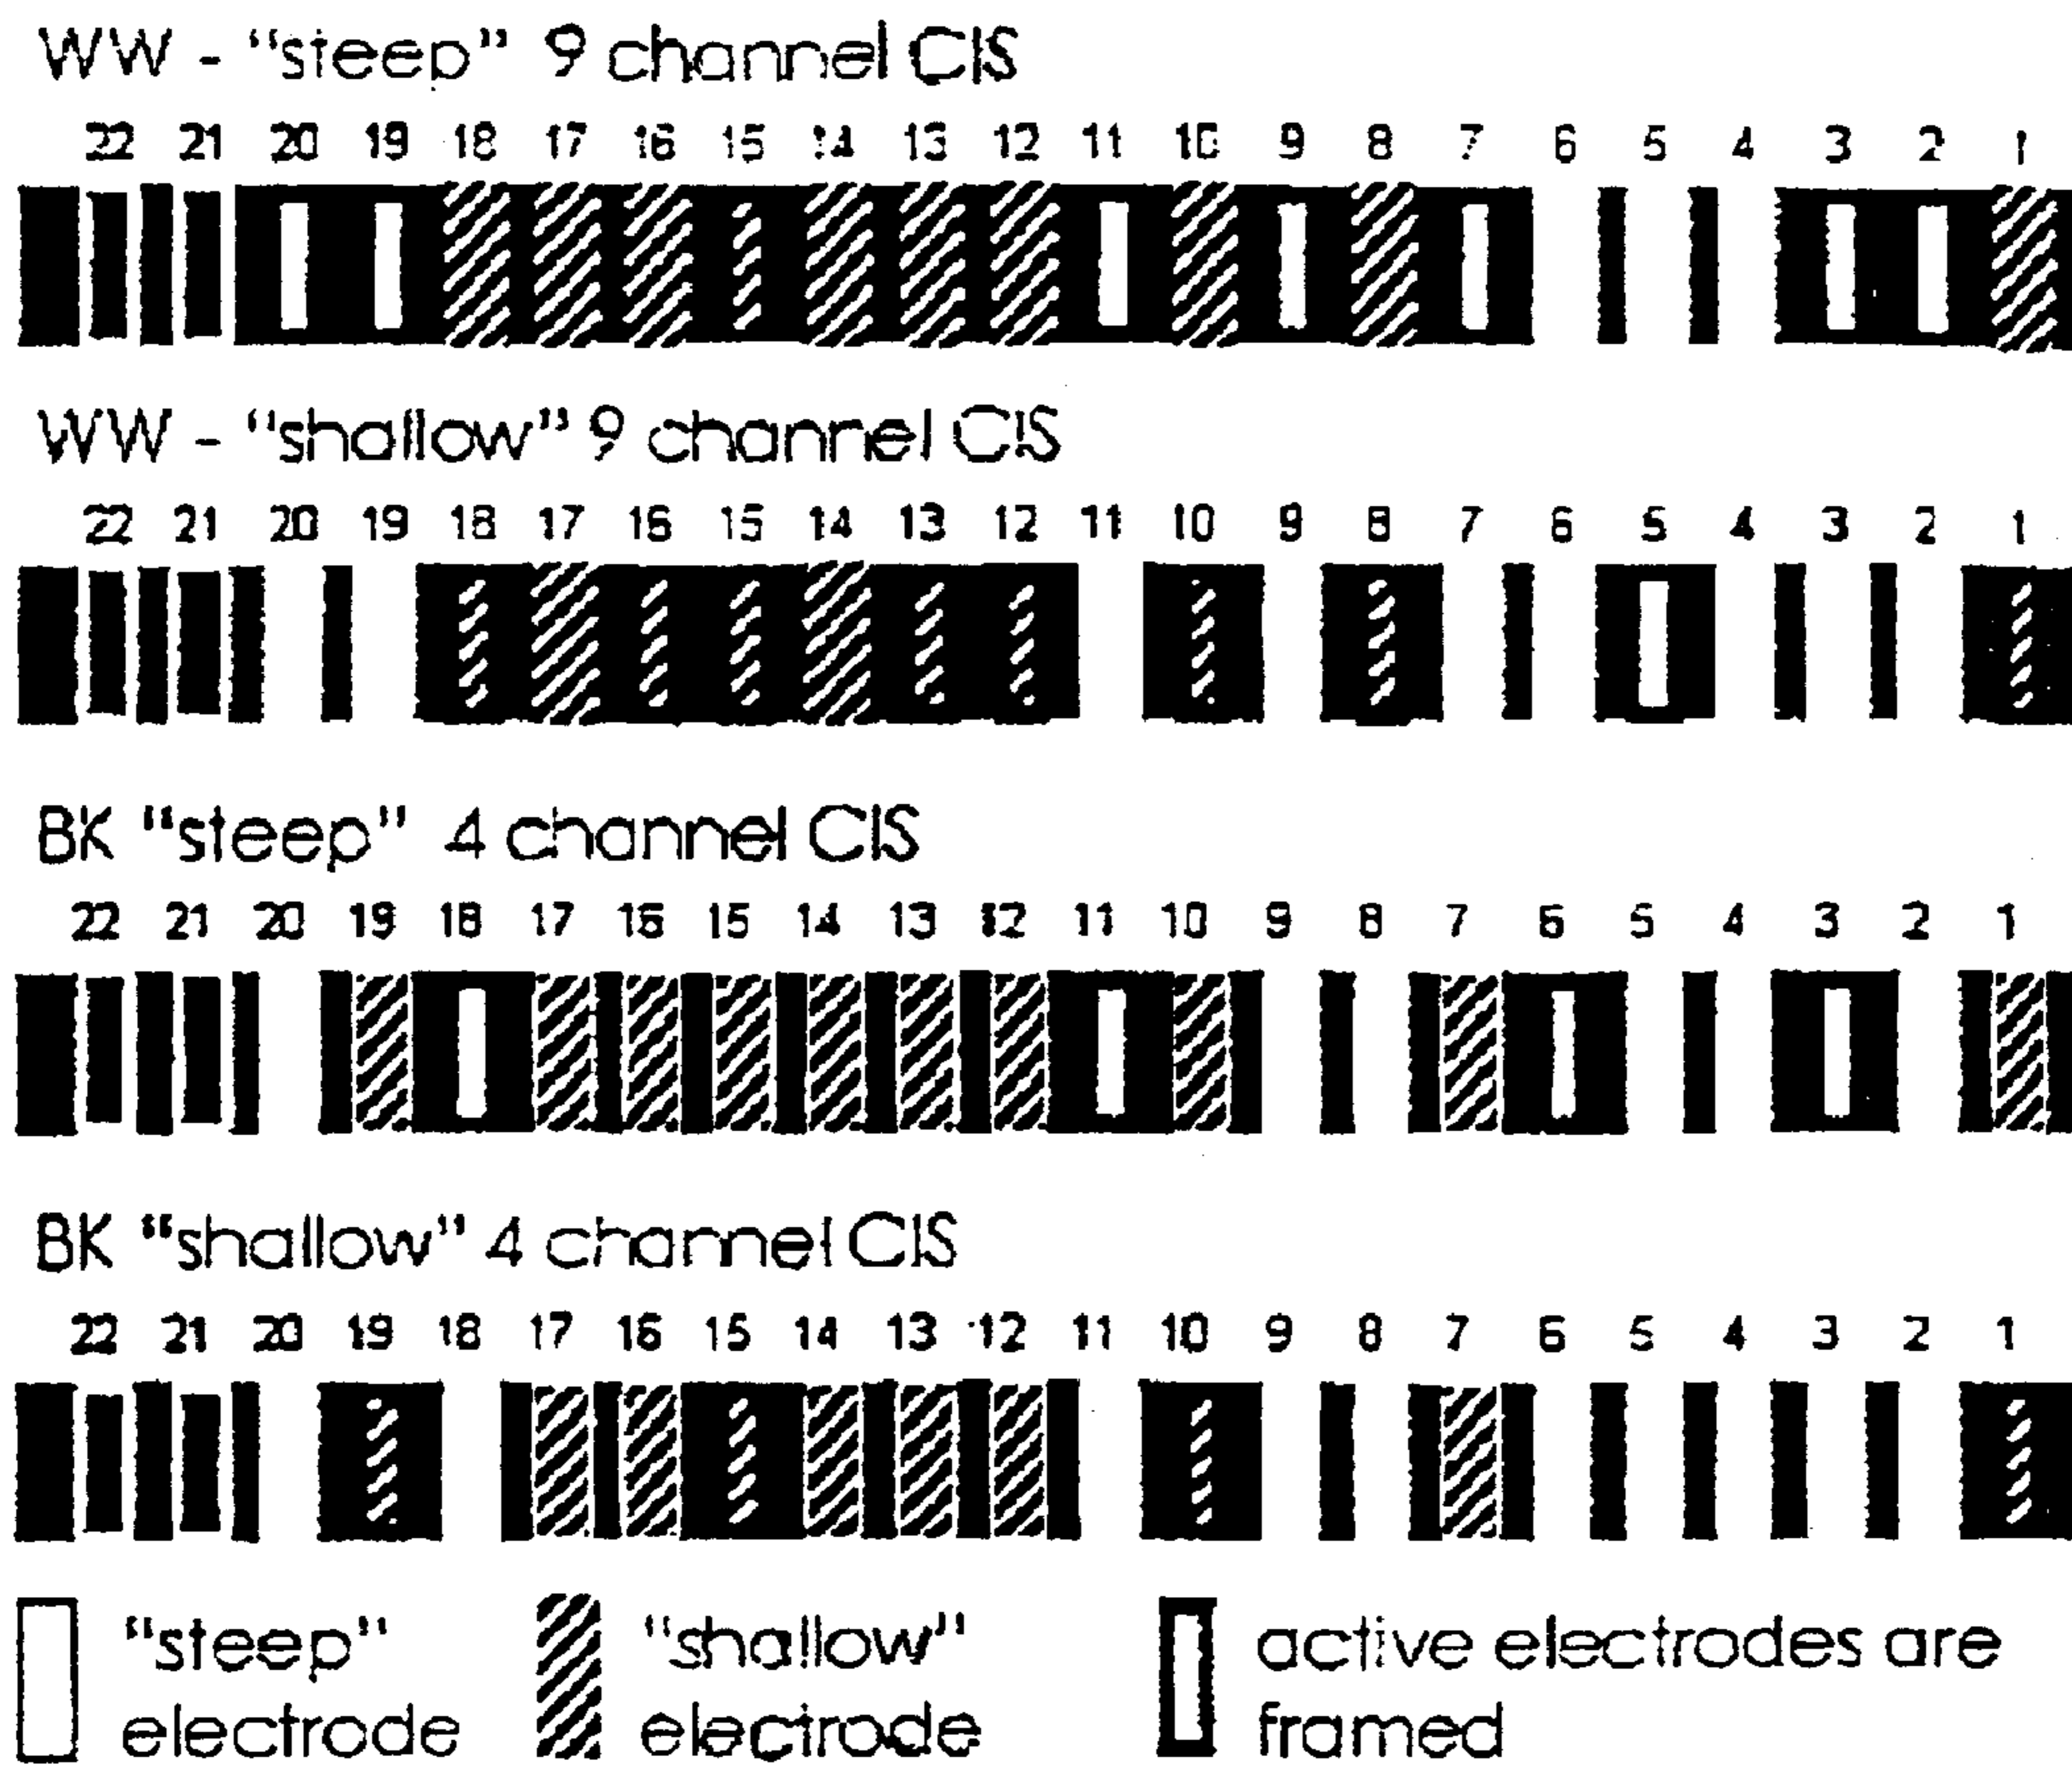 WW - "steep" 9 channel CIS
22 21 20 19 18 17 16 15 14 13 12 11 10 9 8 7 6 5 4 3 2 1
WW - "shallow" 9 channel CIS
22 21 20 19 18 17 16 15 14 13 12 11 10 9 8 7 6 5 4 3 2 1
BK "steep" 4 channel CIS
22 21 20 19 18 17 16 15 14 13 12 11 10 9 8 7 6 5 4 3 2 1
BK "shallow" 4 channel CIS
22 21 20 19 18 17 16 15 14 13 12 11 10 9 8 7 6 5 4 3 2 1
"steep" electrode
"shallow" electrode
active electrodes are framed